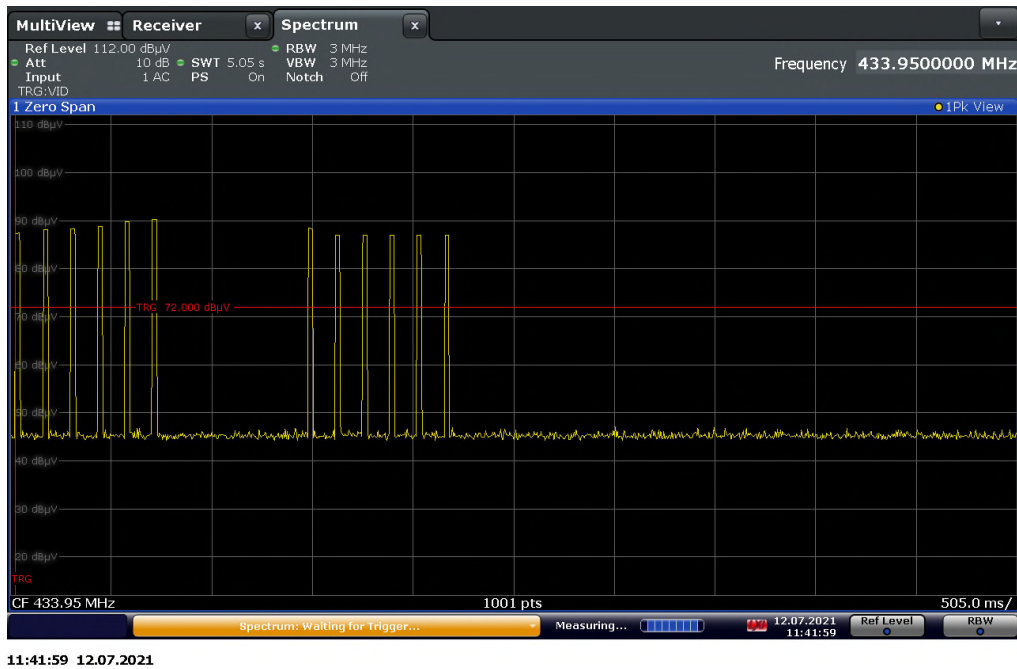 MultiView Receiver x Spectrum x
Ref Level 112.00 dBµV RBW 3 MHz
Att 10 dB SWT 5.05 s VBW 3 MHz Frequency 433.9500000 MHz
Input 1 AC PS On Notch Off
TRG:VID
1 Zero Span 1Pk View
110 dBµV
100 dBµV
90 dBµV
80 dBµV
TRG 72.000 dBµV
70 dBµV
60 dBµV
50 dBµV
40 dBµV
30 dBµV
20 dBµV
TRG
CF 433.95 MHz 1001 pts 505.0 ms/
Spectrum: Waiting for Trigger... Measuring... 12.07.2021 Ref Level RBW
11:41:59
11:41:59 12.07.2021